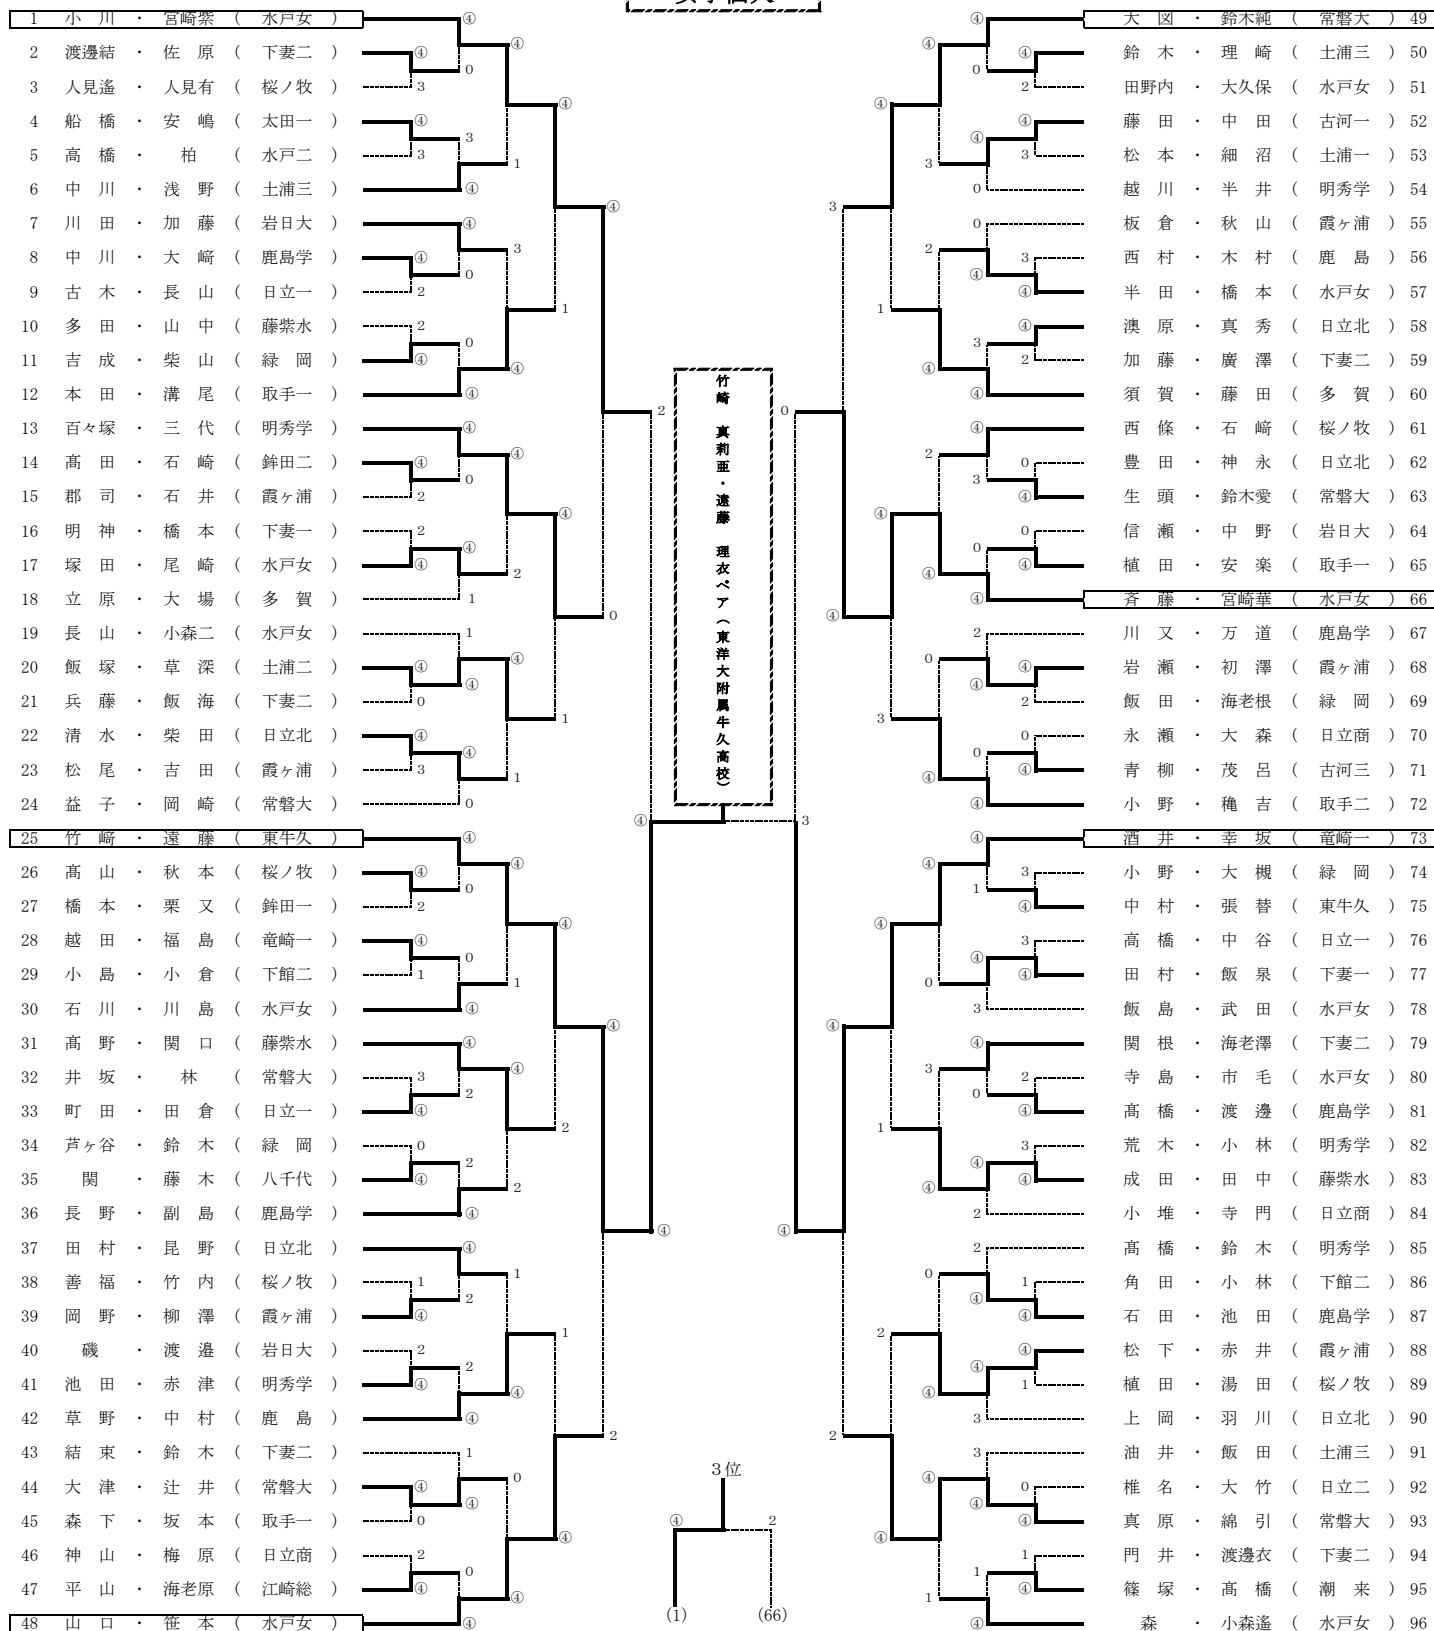 1 小川・宮崎紫（水戸女）
2 渡邊結・佐原（下妻二）
3 人見遙・人見有（桜ノ牧）
4 船橋・安嶋（太田一）
5 高橋・柏（水戸二）
6 中川・浅野（土浦三）
7 川田・加藤（岩日大）
8 中川・大﨑（鹿島学）
9 古木・長山（日立一）
10 多田・山中（藤紫水）
11 吉成・柴山（緑岡）
12 本田・溝尾（取手一）
13 百々塚・三代（明秀学）
14 髙田・石崎（鉾田二）
15 郡司・石井（霞ヶ浦）
16 明神・橋本（下妻一）
17 塚田・尾崎（水戸女）
18 立原・大場（多賀）
19 長山・小森二（水戸女）
20 飯塚・草深（土浦二）
21 兵藤・飯海（下妻二）
22 清水・柴田（日立北）
23 松尾・吉田（霞ヶ浦）
24 益子・岡崎（常磐大）
25 竹﨑・遠藤（東牛久）
26 髙山・秋本（桜ノ牧）
27 橋本・栗又（鉾田一）
28 越田・福島（竜崎一）
29 小島・小倉（下館二）
30 石川・川島（水戸女）
31 髙野・関口（藤紫水）
32 井坂・林（常磐大）
33 町田・田倉（日立一）
34 芦ヶ谷・鈴木（緑岡）
35 関・藤木（八千代）
36 長野・副島（鹿島学）
37 田村・昆野（日立北）
38 善福・竹内（桜ノ牧）
39 岡野・柳澤（霞ヶ浦）
40 磯・渡邉（岩日大）
41 池田・赤津（明秀学）
42 草野・中村（鹿島）
43 結束・鈴木（下妻二）
44 大津・辻井（常磐大）
45 森下・坂本（取手一）
46 神山・梅原（日立商）
47 平山・海老原（江崎総）
48 山口・笹本（水戸女）
竹﨑 真莉亜・遠藤 理衣ペア（東洋大附属牛久高校）
3位
④ 2
(1) (66)
大図・鈴木純（常磐大）49
鈴木・理崎（土浦三）50
田野内・大久保（水戸女）51
藤田・中田（古河一）52
松本・細沼（土浦一）53
越川・半井（明秀学）54
板倉・秋山（霞ヶ浦）55
西村・木村（鹿島）56
半田・橋本（水戸女）57
澳原・真秀（日立北）58
加藤・廣澤（下妻二）59
須賀・藤田（多賀）60
西條・石﨑（桜ノ牧）61
豊田・神永（日立北）62
生頭・鈴木愛（常磐大）63
信瀬・中野（岩日大）64
植田・安楽（取手一）65
斉藤・宮崎華（水戸女）66
川又・万道（鹿島学）67
岩瀬・初澤（霞ヶ浦）68
飯田・海老根（緑岡）69
永瀬・大森（日立商）70
青柳・茂呂（古河三）71
小野・穐吉（取手二）72
酒井・幸坂（竜崎一）73
小野・大槻（緑岡）74
中村・張替（東牛久）75
高橋・中谷（日立一）76
田村・飯泉（下妻一）77
飯島・武田（水戸女）78
関根・海老澤（下妻二）79
寺島・市毛（水戸女）80
髙橋・渡邊（鹿島学）81
荒木・小林（明秀学）82
成田・田中（藤紫水）83
小堆・寺門（日立商）84
髙橋・鈴木（明秀学）85
角田・小林（下館二）86
石田・池田（鹿島学）87
松下・赤井（霞ヶ浦）88
植田・湯田（桜ノ牧）89
上岡・羽川（日立北）90
油井・飯田（土浦三）91
椎名・大竹（日立二）92
真原・綿引（常磐大）93
門井・渡邊衣（下妻二）94
篠塚・髙橋（潮来）95
森・小森遙（水戸女）96